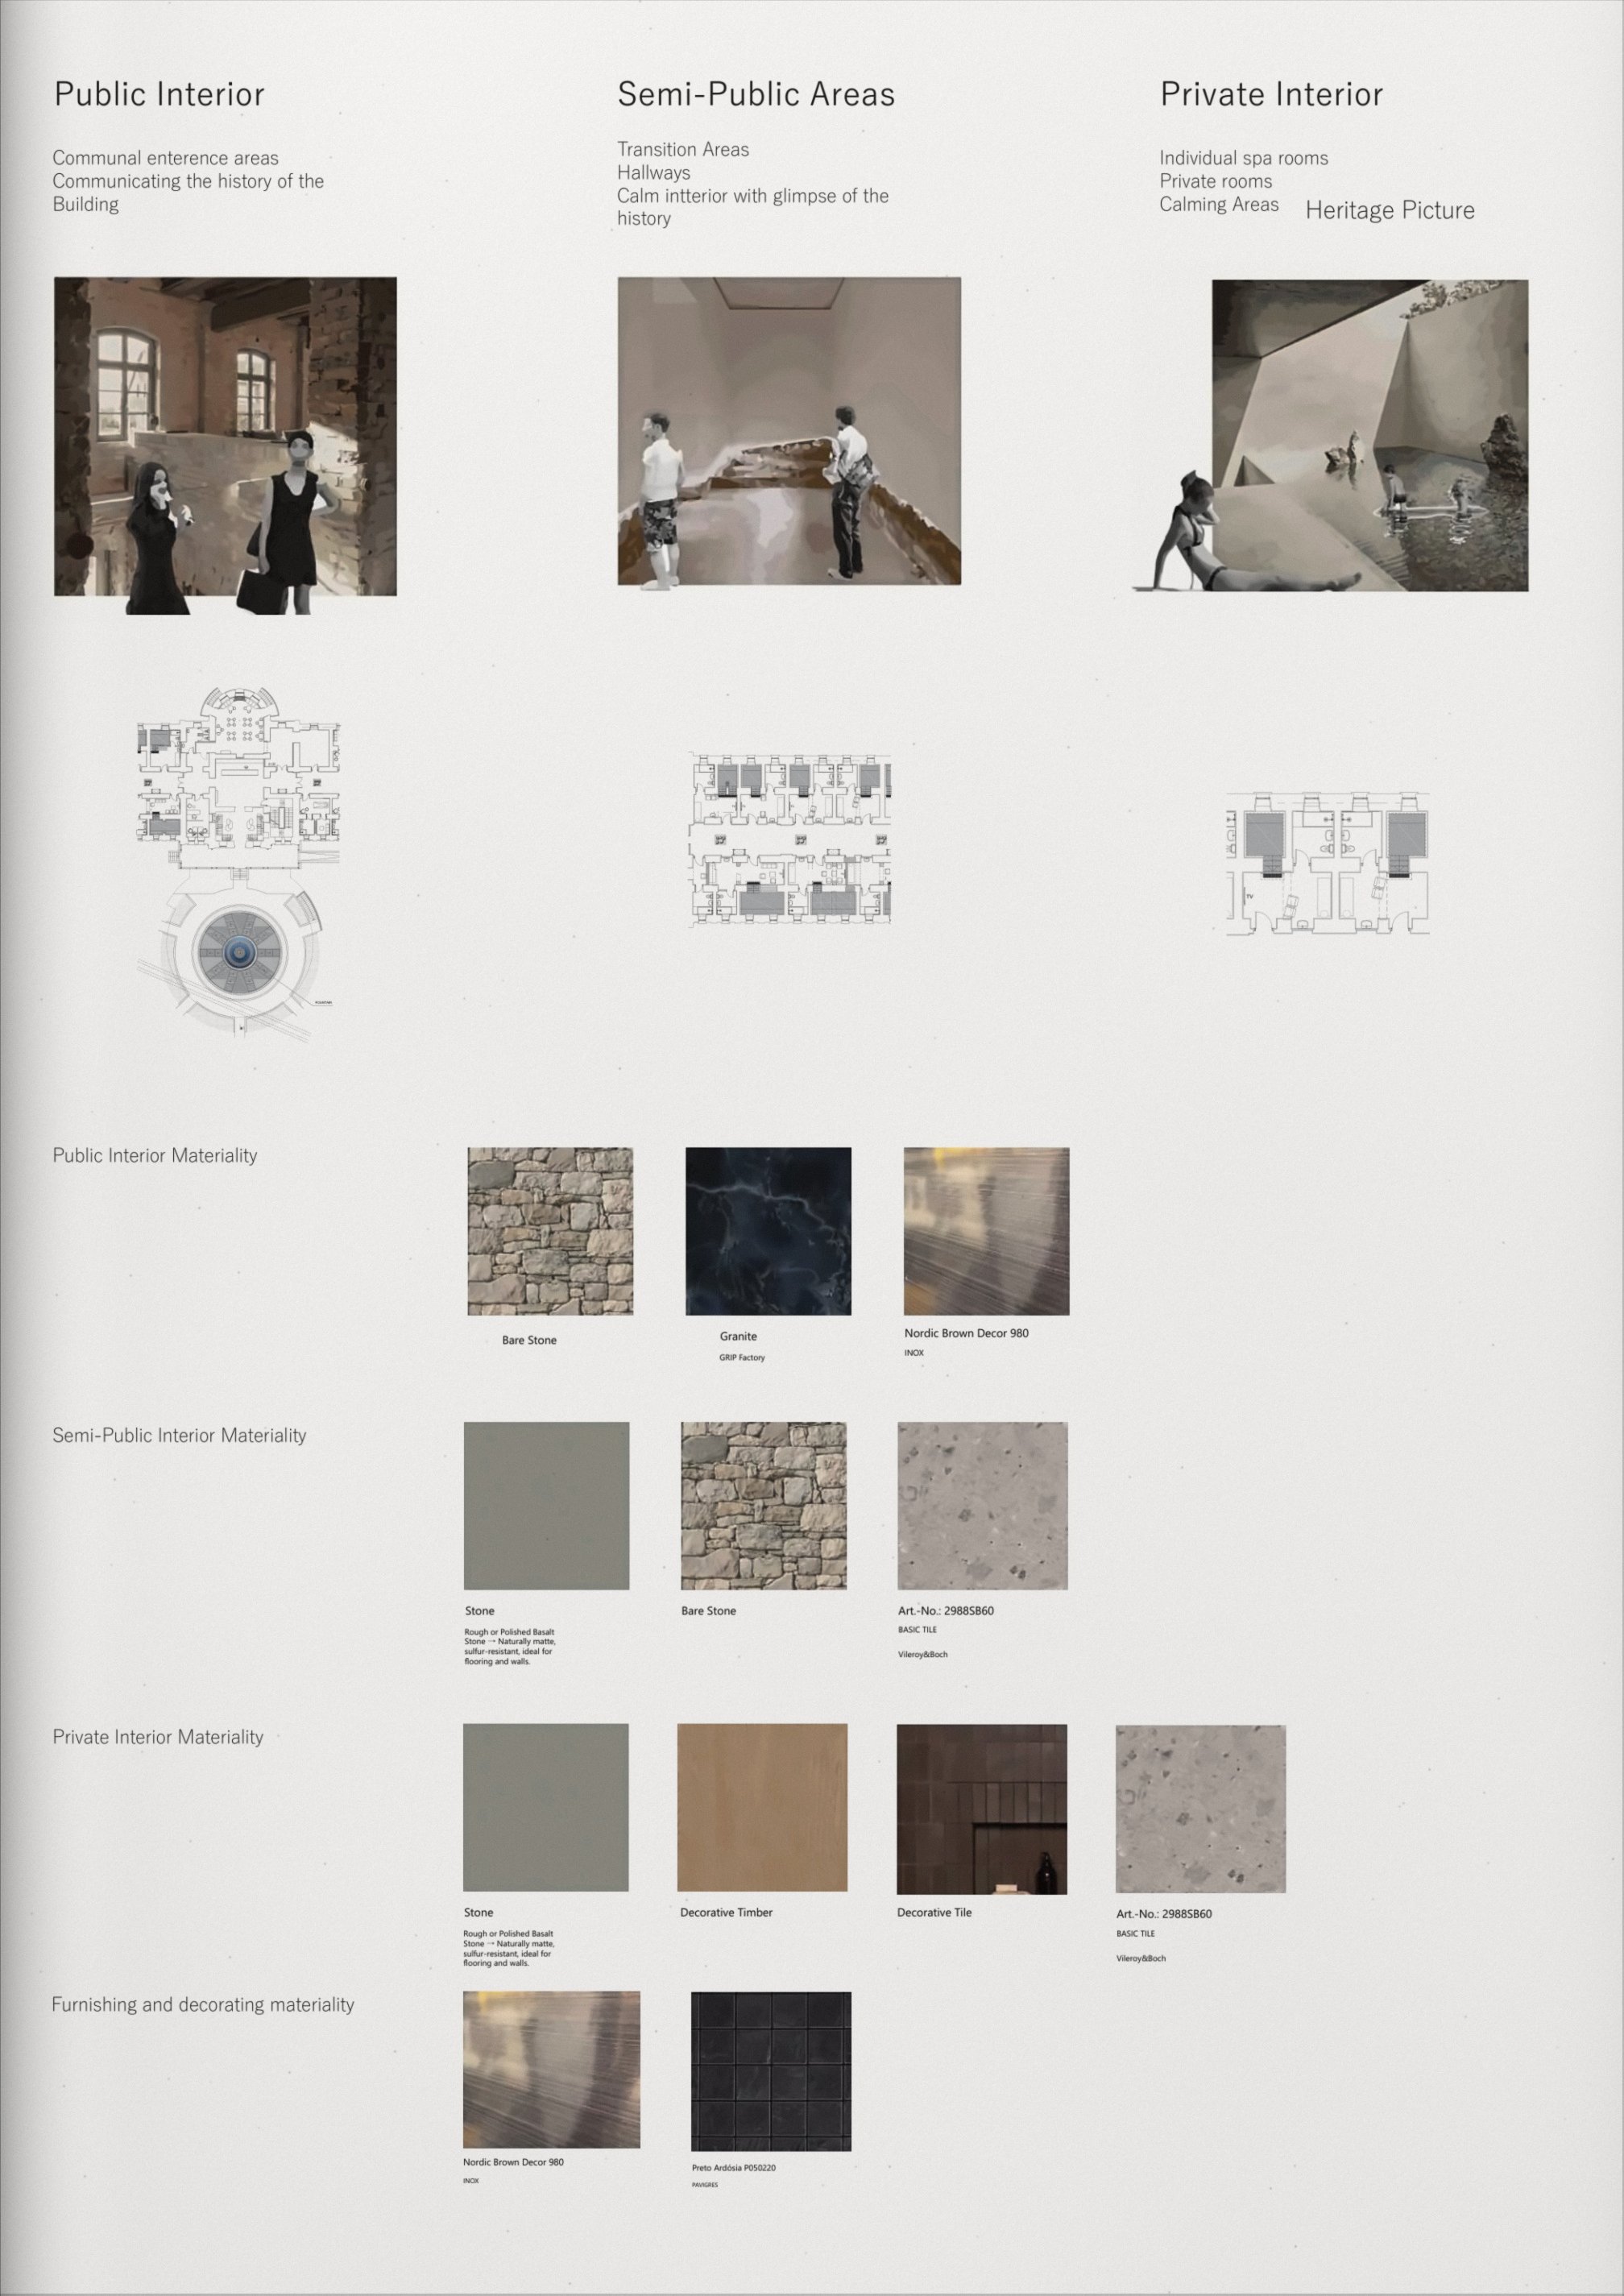 Public Interior
Communal enterence areas
Communicating the history of the
Building
Semi-Public Areas
Transition Areas
Hallways
Calm intterior with glimpse of the
history
Private Interior
Individual spa rooms
Private rooms
Calming Areas
Heritage Picture
TV
Public Interior Materiality
Bare Stone
Granite
GRIP Factory
Nordic Brown Decor 980
INOX
Semi-Public Interior Materiality
Stone
Rough or Polished Basalt
Stone → Naturally matte,
sulfur-resistant, ideal for
flooring and walls.
Bare Stone
Art.-No.: 2988SB60
BASIC TILE
Vileroy&Boch
Private Interior Materiality
Stone
Rough or Polished Basalt
Stone → Naturally matte,
sulfur-resistant, ideal for
flooring and walls.
Decorative Timber
Decorative Tile
Art.-No.: 2988SB60
BASIC TILE
Vileroy&Boch
Furnishing and decorating materiality
Nordic Brown Decor 980
INOX
Preto Ardósia P050220
PAVIGRES